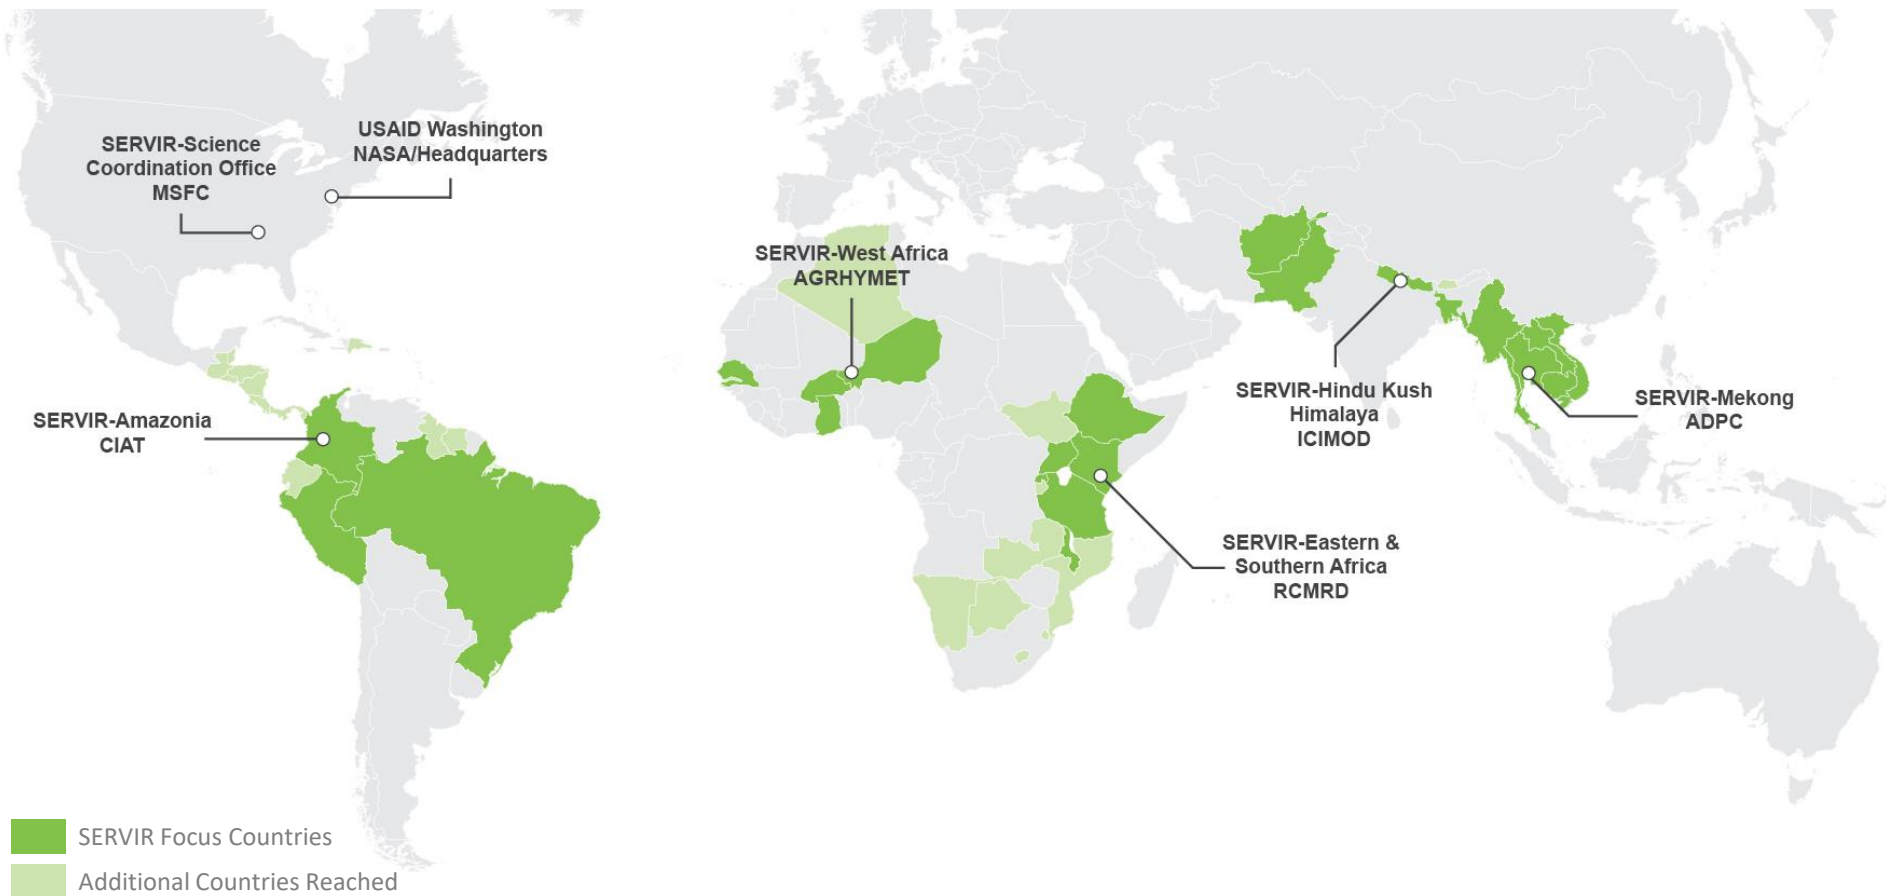 SERVIR-Science
Coordination Office
MSFC
USAID Washington
NASA/Headquarters
SERVIR-West Africa
AGRHYMET
SERVIR-Amazonia
CIAT
SERVIR-Hindu Kush
Himalaya
ICIMOD
SERVIR-Mekong
ADPC
SERVIR-Eastern &
Southern Africa
RCMRD
SERVIR Focus Countries
Additional Countries Reached